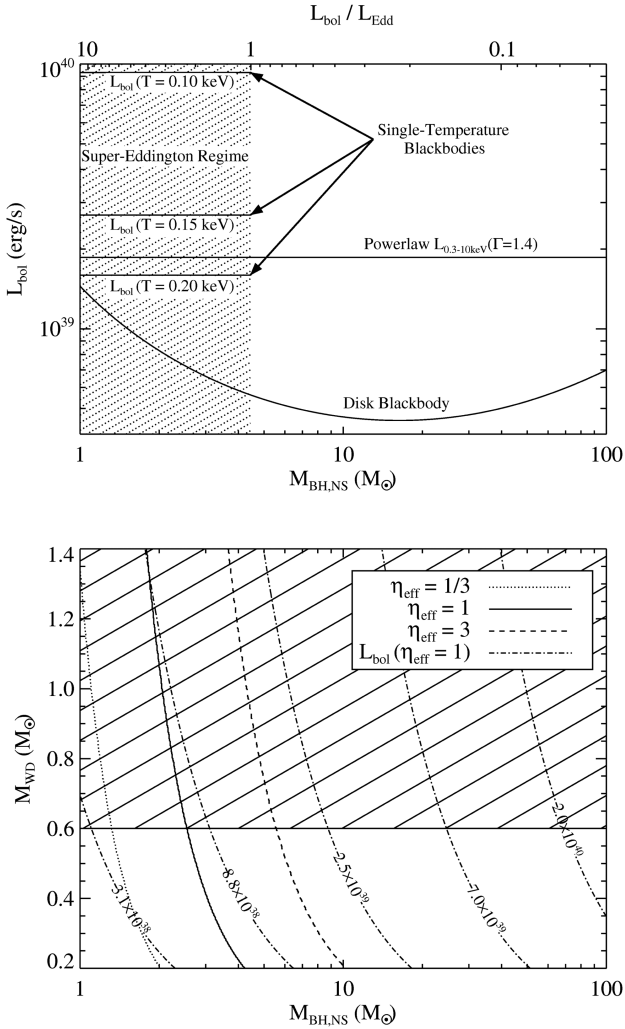 L_bol / L_Edd
10 1 0.1
10^40
L_bol (T = 0.10 keV)
Single-Temperature
Blackbodies
Super-Eddington Regime
L_bol (T = 0.15 keV)
Powerlaw L_0.3-10keV (Γ=1.4)
L_bol (T = 0.20 keV)
10^39
L_bol (erg/s)
Disk Blackbody
1 10 100
M_BH,NS (M_⊙)
1.4
η_eff = 1/3
1.2
η_eff = 1
η_eff = 3
L_bol (η_eff = 1)
1.0
M_WD (M_⊙)
0.8
0.6
2.0×10^40
0.4
3.1×10^38
8.8×10^38
2.5×10^39
7.0×10^39
0.2
1 10 100
M_BH,NS (M_⊙)